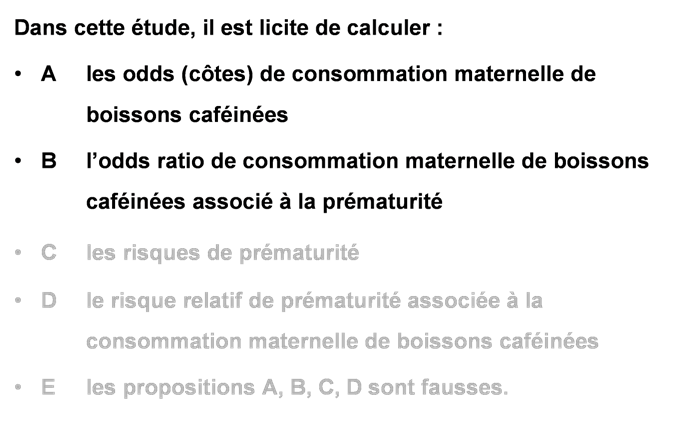 Dans cette étude, il est licite de calculer :
• A les odds (côtes) de consommation maternelle de
boissons caféinées
• B l’odds ratio de consommation maternelle de boissons
caféinées associé à la prématurité
• C les risques de prématurité
• D le risque relatif de prématurité associée à la
consommation maternelle de boissons caféinées
• E les propositions A, B, C, D sont fausses.